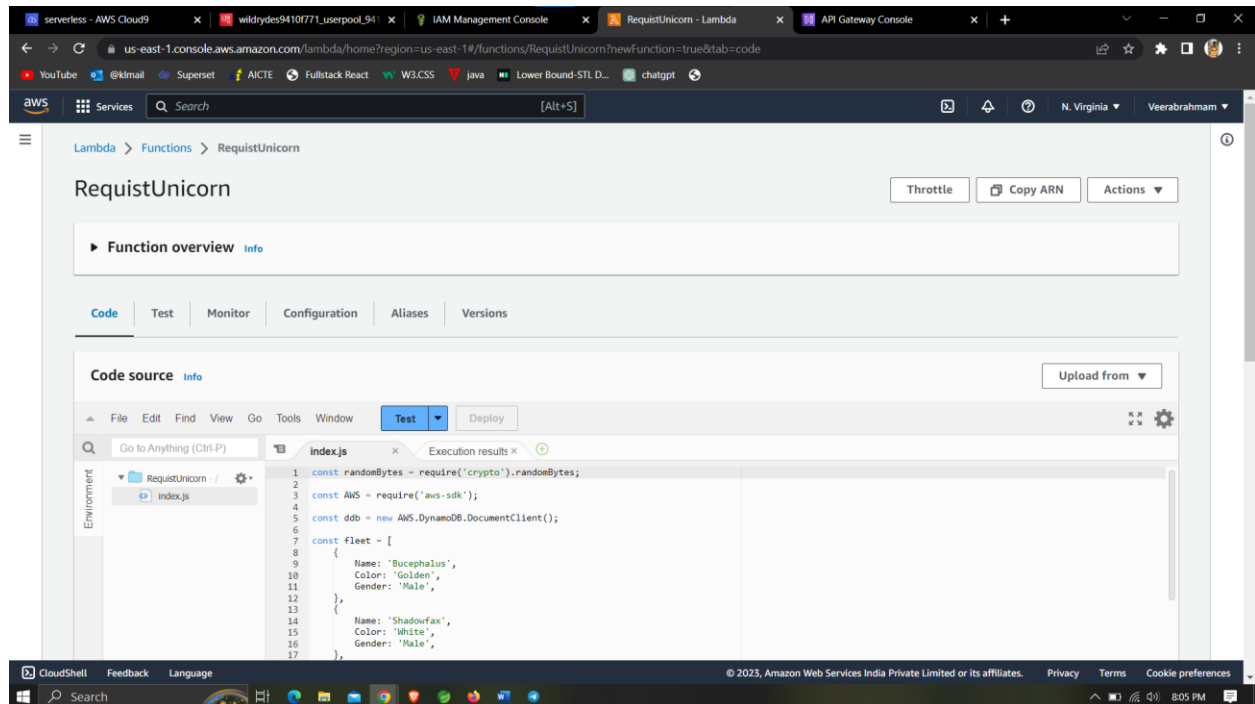 serverless - AWS Cloud9 wildrydes9410f771_userpool_941 IAM Management Console RequistUnicorn - Lambda API Gateway Console
us-east-1.console.aws.amazon.com/lambda/home?region=us-east-1#/functions/RequistUnicorn?newFunction=true&tab=code
YouTube @klmail Superset AICTE Fullstack React W3.CSS java Lower Bound-STL D... chatgpt
aws Services Search [Alt+S] N. Virginia ▼ Veerabrahmam ▼
Lambda > Functions > RequistUnicorn
RequistUnicorn Throttle Copy ARN Actions ▼
▶ Function overview Info
Code Test Monitor Configuration Aliases Versions
Code source Info Upload from ▼
File Edit Find View Go Tools Window Test Deploy
Go to Anything (Ctrl-P) index.js × Execution results ×
Environment
RequistUnicorn - /
index.js
1 const randomBytes = require('crypto').randomBytes;
2
3 const AWS = require('aws-sdk');
4
5 const ddb = new AWS.DynamoDB.DocumentClient();
6
7 const fleet = [
8 {
9 Name: 'Bucephalus',
10 Color: 'Golden',
11 Gender: 'Male',
12 },
13 {
14 Name: 'Shadowfax',
15 Color: 'White',
16 Gender: 'Male',
17 },
CloudShell Feedback Language © 2023, Amazon Web Services India Private Limited or its affiliates. Privacy Terms Cookie preferences
Search 8:05 PM